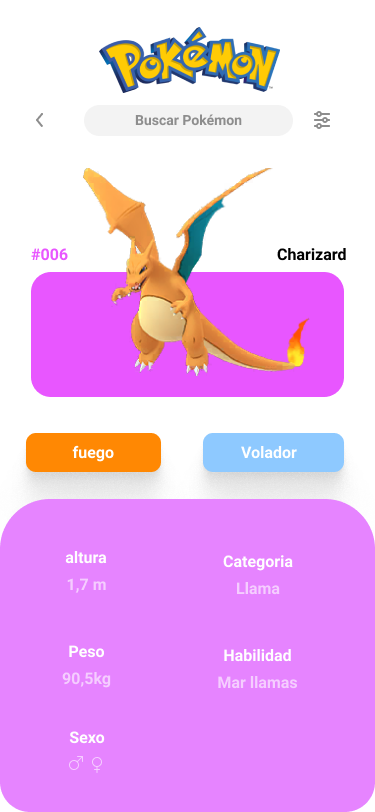 POKéMON
Buscar Pokémon
#006
Charizard
fuego
Volador
altura
1,7 m
Categoria
Llama
Peso
90,5kg
Habilidad
Mar llamas
Sexo
♂ ♀